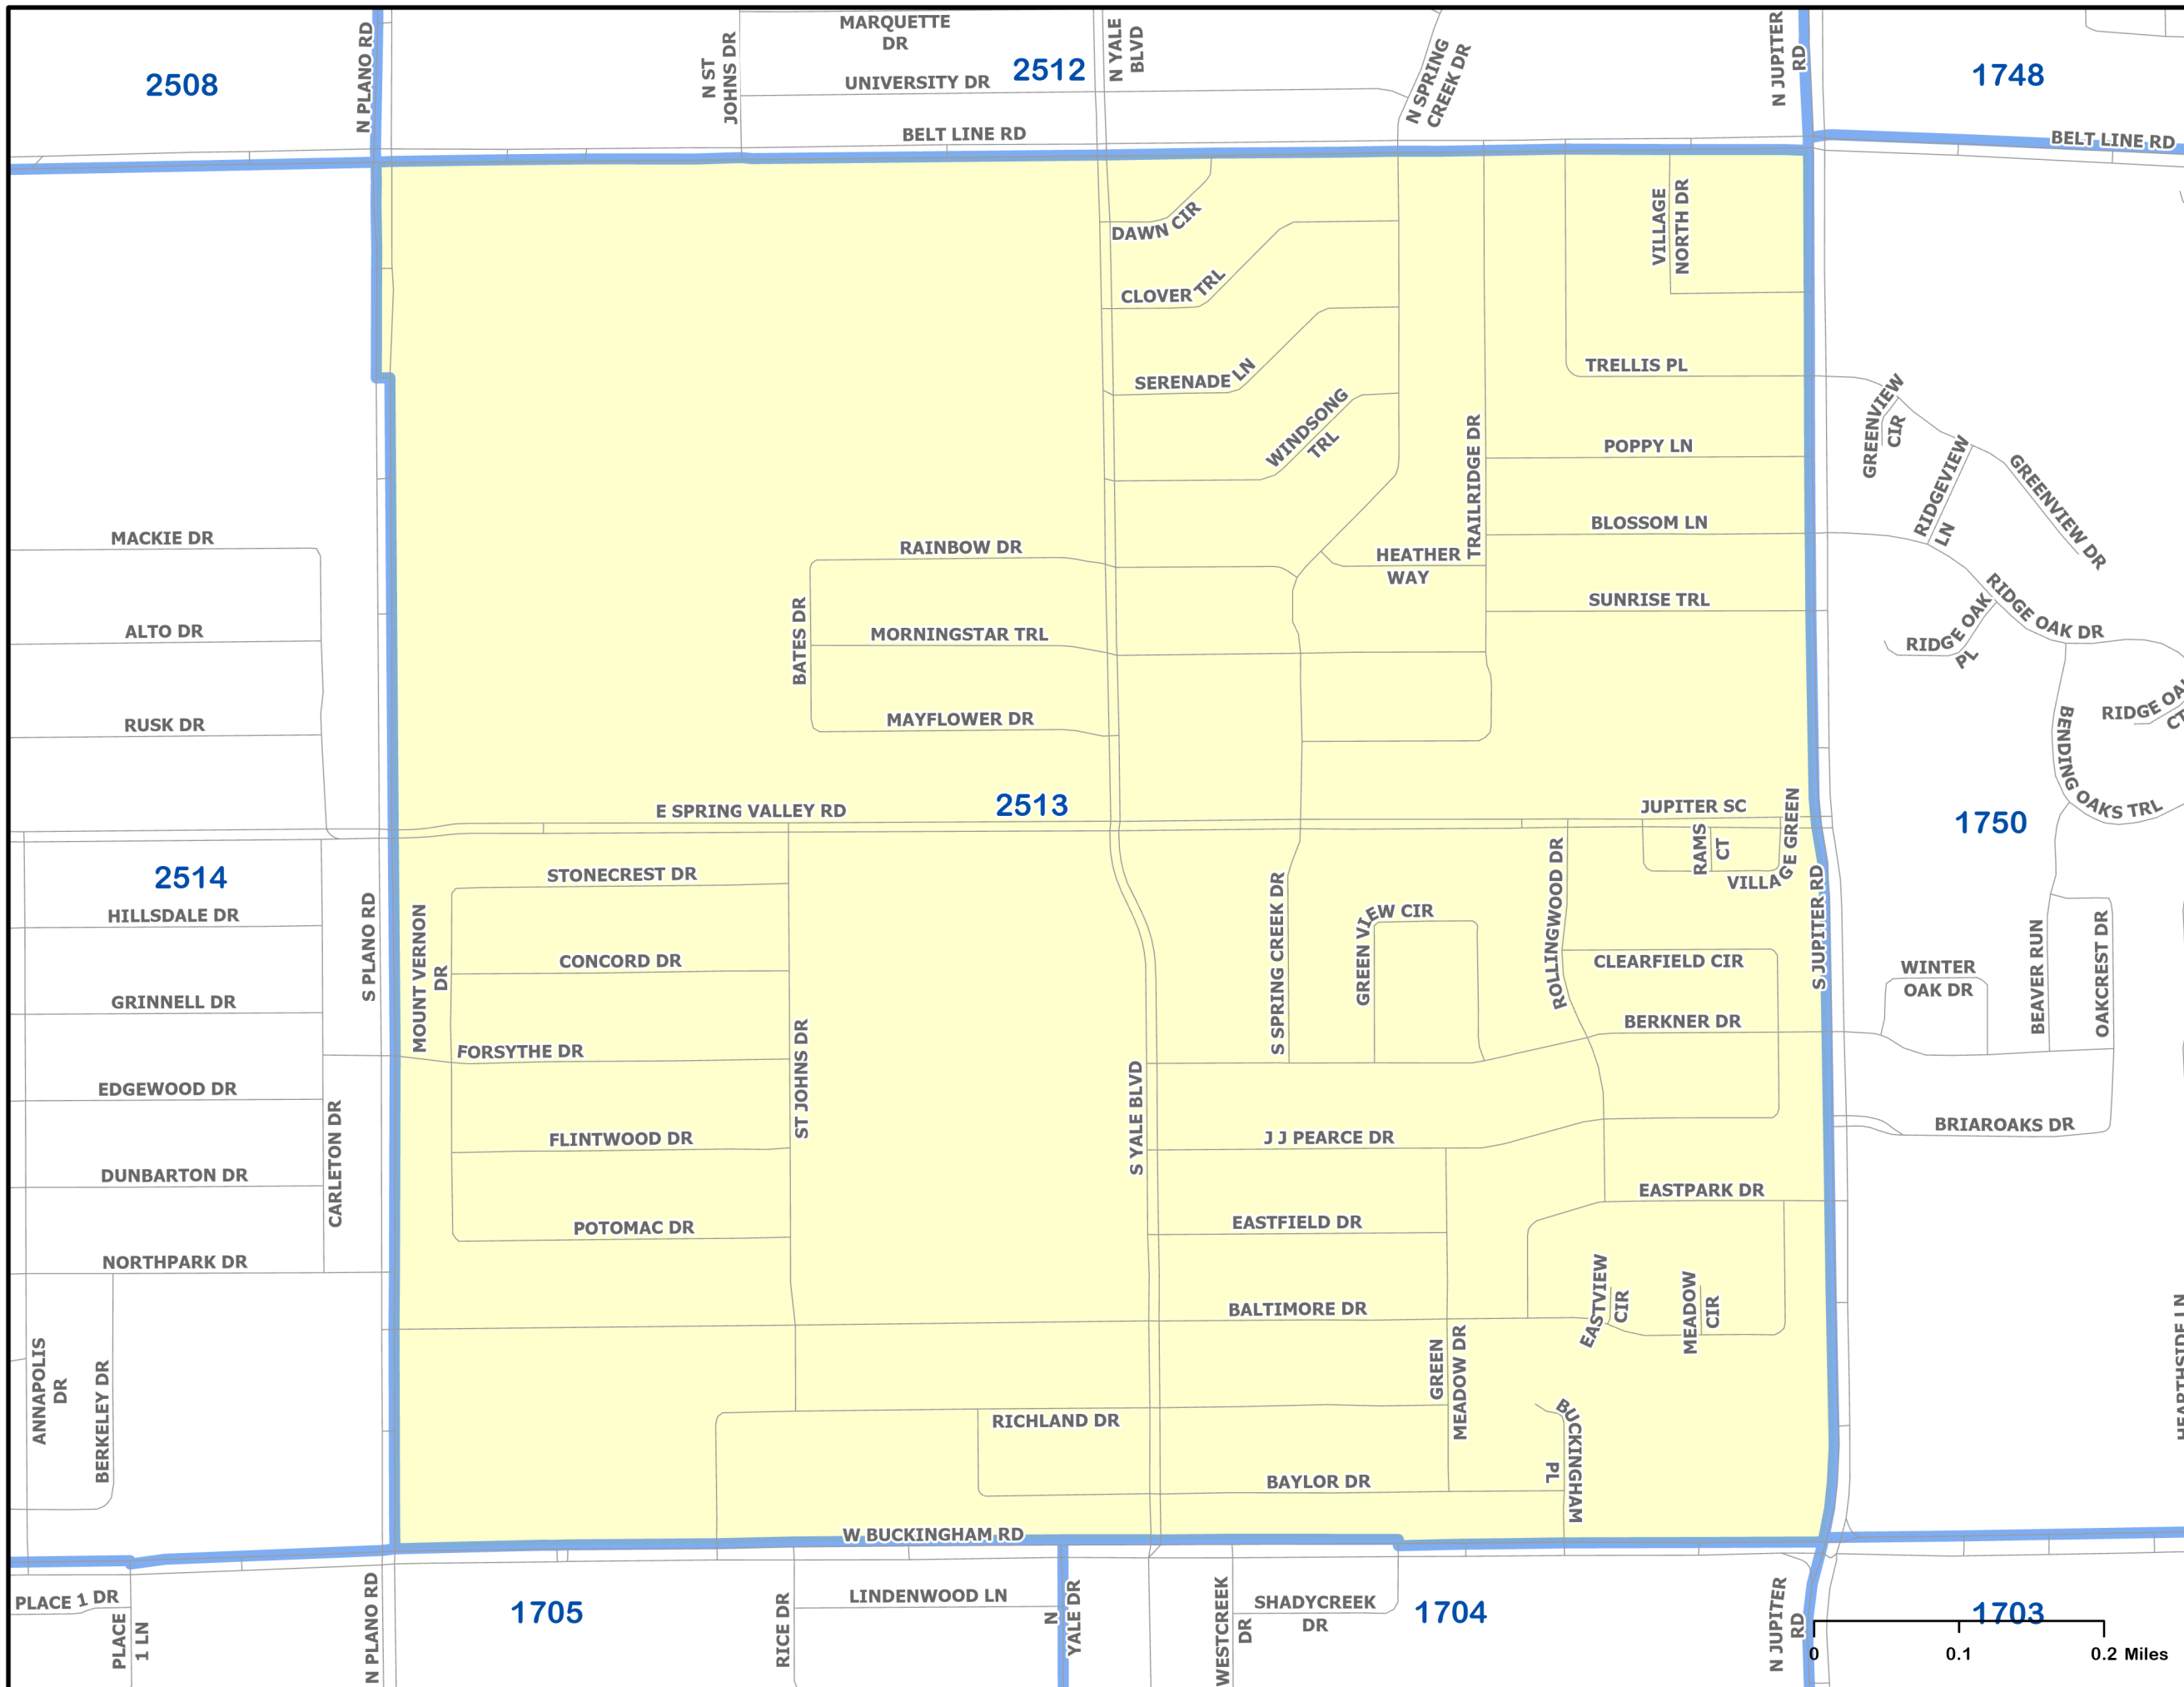 MARQUETTE
DR
N PLANO RD
N ST
JOHNS DR
N YALE
BLVD
N SPRING
CREEK DR
N JUPITER
RD
2508
2512
1748
UNIVERSITY DR
BELT LINE RD
BELT LINE RD
DAWN CIR
VILLAGE
NORTH DR
CLOVER TRL
TRELLIS PL
SERENADE LN
GREENVIEW
CIR
WINDSONG
TRL
TRAILRIDGE DR
POPPY LN
RIDGEVIEW
LN
GREENVIEW DR
BLOSSOM LN
MACKIE DR
RAINBOW DR
HEATHER
WAY
SUNRISE TRL
RIDGE OAK DR
ALTO DR
BATES DR
MORNINGSTAR TRL
RIDGE OAK
PL
RUSK DR
MAYFLOWER DR
RIDGE OA
CT
BENDING OAKS TRL
E SPRING VALLEY RD
2513
JUPITER SC
1750
RAMS
CT
VILLAGE GREEN
2514
STONECREST DR
HILLSDALE DR
S PLANO RD
MOUNT VERNON
DR
S SPRING CREEK DR
GREEN VIEW CIR
ROLLINGWOOD DR
S JUPITER RD
CONCORD DR
CLEARFIELD CIR
WINTER
OAK DR
BEAVER RUN
OAKCREST DR
GRINNELL DR
BERKNER DR
FORSYTHE DR
ST JOHNS DR
S YALE BLVD
EDGEWOOD DR
CARLETON DR
FLINTWOOD DR
J J PEARCE DR
BRIAROAKS DR
DUNBARTON DR
EASTPARK DR
POTOMAC DR
EASTFIELD DR
NORTHPARK DR
EASTVIEW
CIR
MEADOW
CIR
BALTIMORE DR
HEARTHSIDE LN
ANNAPOLIS
DR
BERKELEY DR
GREEN
MEADOW DR
RICHLAND DR
BUCKINGHAM
PL
BAYLOR DR
W BUCKINGHAM RD
PLACE 1 DR
PLACE
1 LN
N PLANO RD
1705
RICE DR
LINDENWOOD LN
N
YALE DR
WESTCREEK
DR
SHADYCREEK
DR
1704
N JUPITER
RD
1703
0
0.1
0.2 Miles